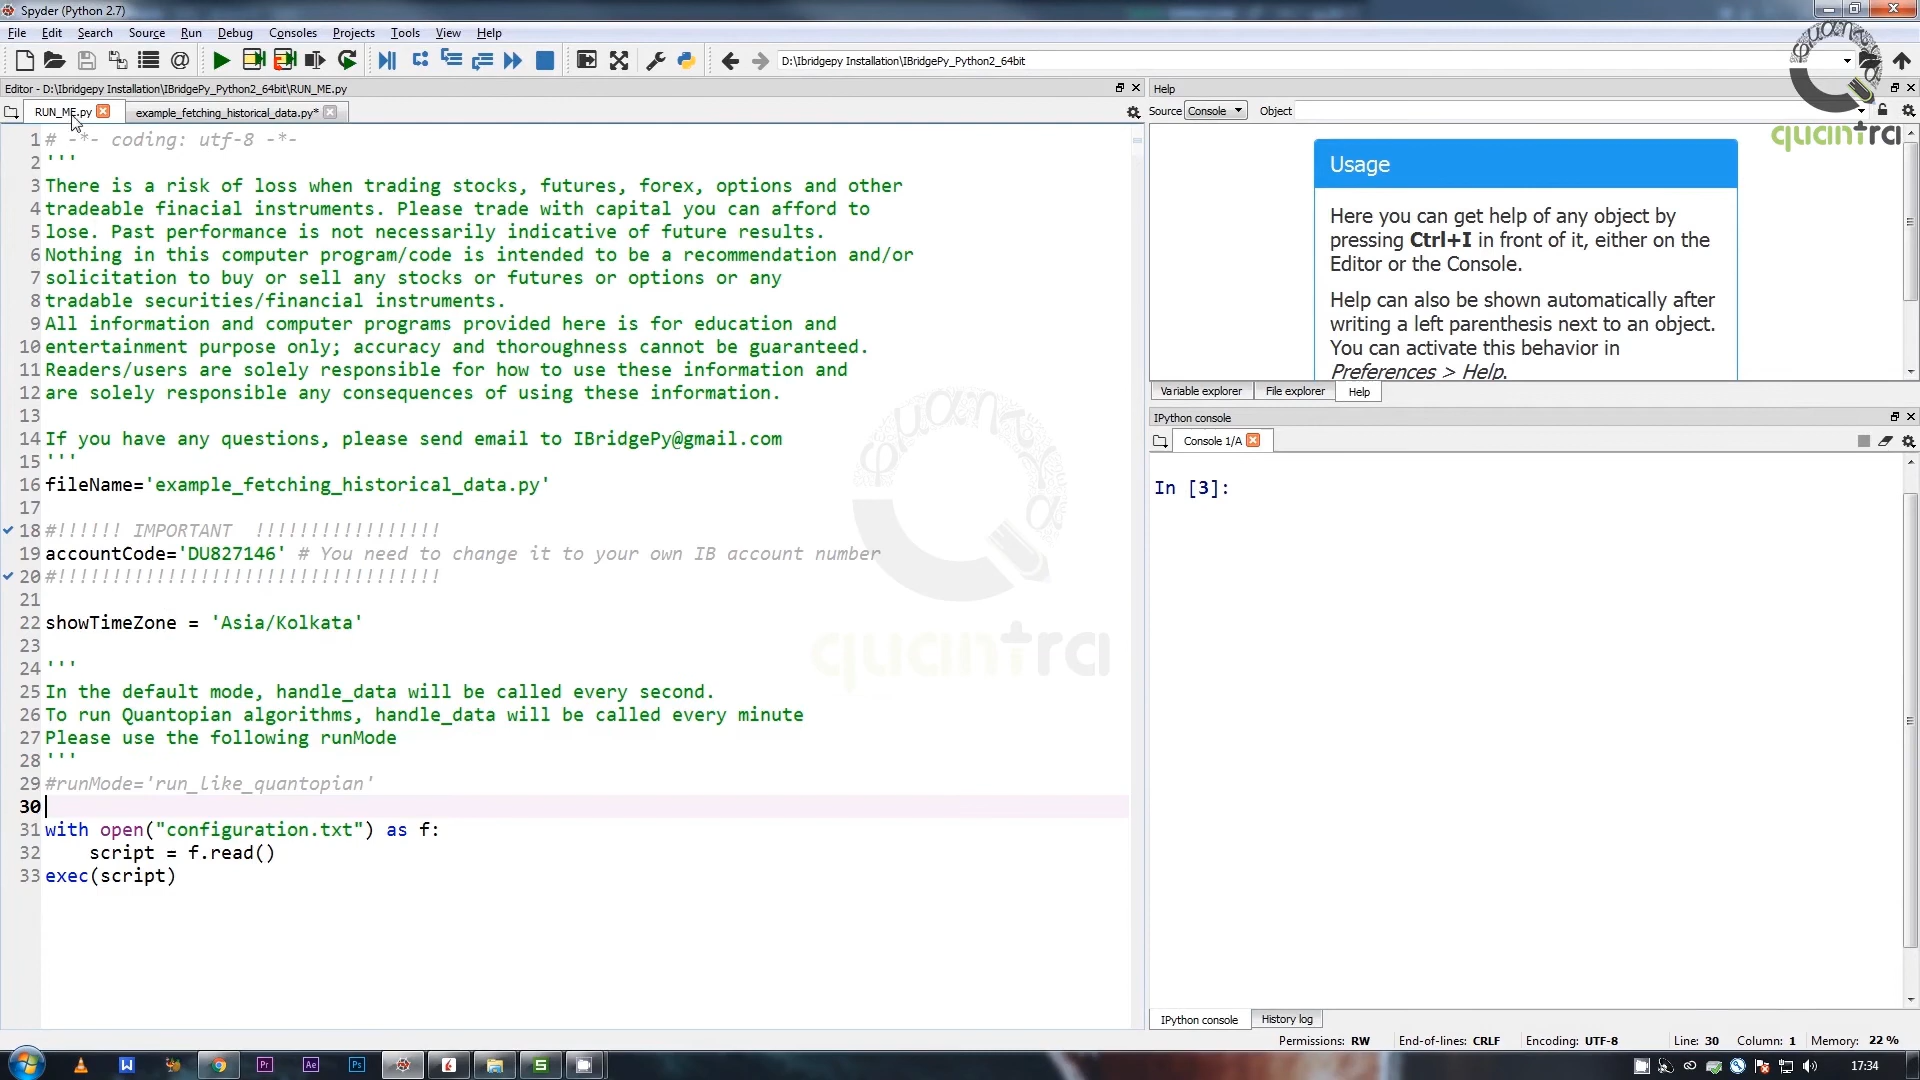 Spyder (Python 2.7)
File Edit Search Source Run Debug Consoles Projects Tools View Help
D:\Ibridgepy Installation\IBridgePy_Python2_64bit
Editor - D:\Ibridgepy Installation\IBridgePy_Python2_64bit\RUN_ME.py
RUN_ME.py example_fetching_historical_data.py*
1 # -*- coding: utf-8 -*-
2 '''
3 There is a risk of loss when trading stocks, futures, forex, options and other
4 tradeable finacial instruments. Please trade with capital you can afford to
5 lose. Past performance is not necessarily indicative of future results.
6 Nothing in this computer program/code is intended to be a recommendation and/or
7 solicitation to buy or sell any stocks or futures or options or any
8 tradable securities/financial instruments.
9 All information and computer programs provided here is for education and
10 entertainment purpose only; accuracy and thoroughness cannot be guaranteed.
11 Readers/users are solely responsible for how to use these information and
12 are solely responsible any consequences of using these information.
13
14 If you have any questions, please send email to IBridgePy@gmail.com
15 '''
16 fileName='example_fetching_historical_data.py'
17
18 #!!!!!! IMPORTANT  !!!!!!!!!!!!!!!!!
19 accountCode='DU827146' # You need to change it to your own IB account number
20 #!!!!!!!!!!!!!!!!!!!!!!!!!!!!!!!!!!!
21
22 showTimeZone = 'Asia/Kolkata'
23
24 '''
25 In the default mode, handle_data will be called every second.
26 To run Quantopian algorithms, handle_data will be called every minute
27 Please use the following runMode
28 '''
29 #runMode='run_like_quantopian'
30
31 with open("configuration.txt") as f:
32     script = f.read()
33 exec(script)
quantra
Help
Source Console Object
quantra
Usage
Here you can get help of any object by
pressing Ctrl+I in front of it, either on the
Editor or the Console.
Help can also be shown automatically after
writing a left parenthesis next to an object.
You can activate this behavior in
Preferences > Help.
Variable explorer File explorer Help
IPython console
Console 1/A
In [3]:
IPython console History log
Permissions: RW End-of-lines: CRLF Encoding: UTF-8 Line: 30 Column: 1 Memory: 22 %
W Pr Ae Ps S 17:34